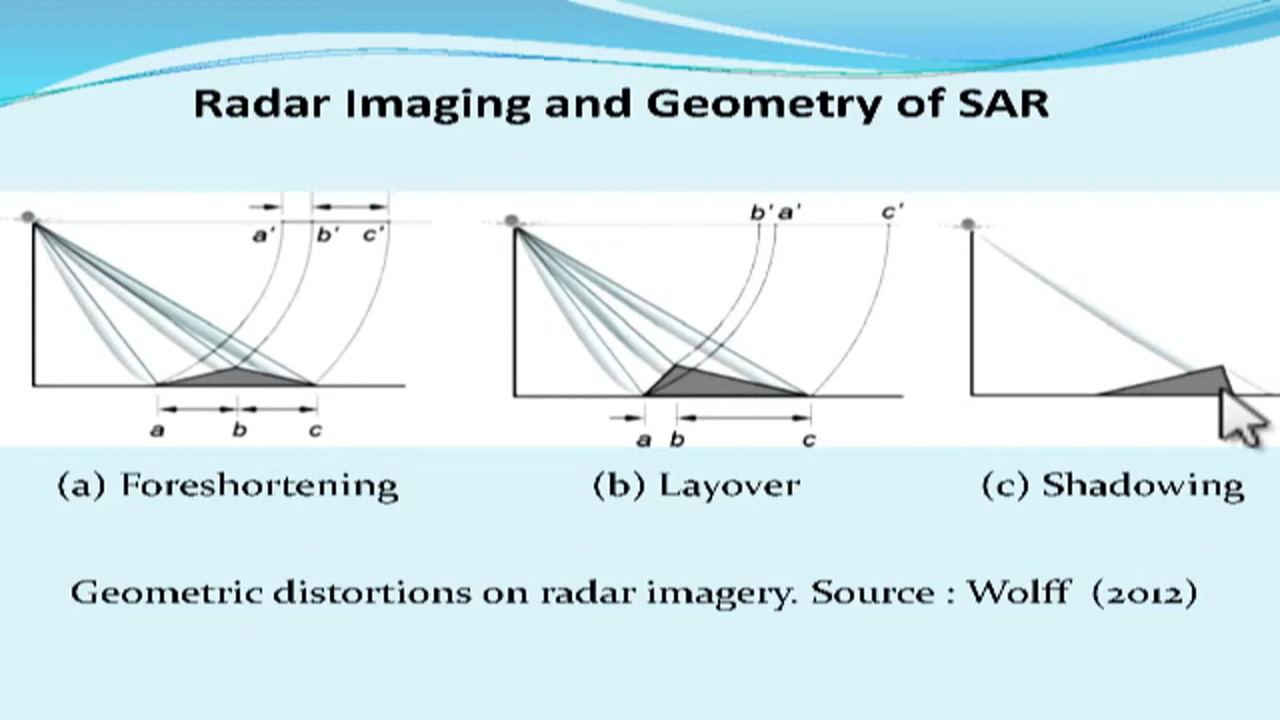 Radar Imaging and Geometry of SAR
a' b' c'
b' a' c'
a b c
a b c
(a) Foreshortening
(b) Layover
(c) Shadowing
Geometric distortions on radar imagery. Source : Wolff (2012)